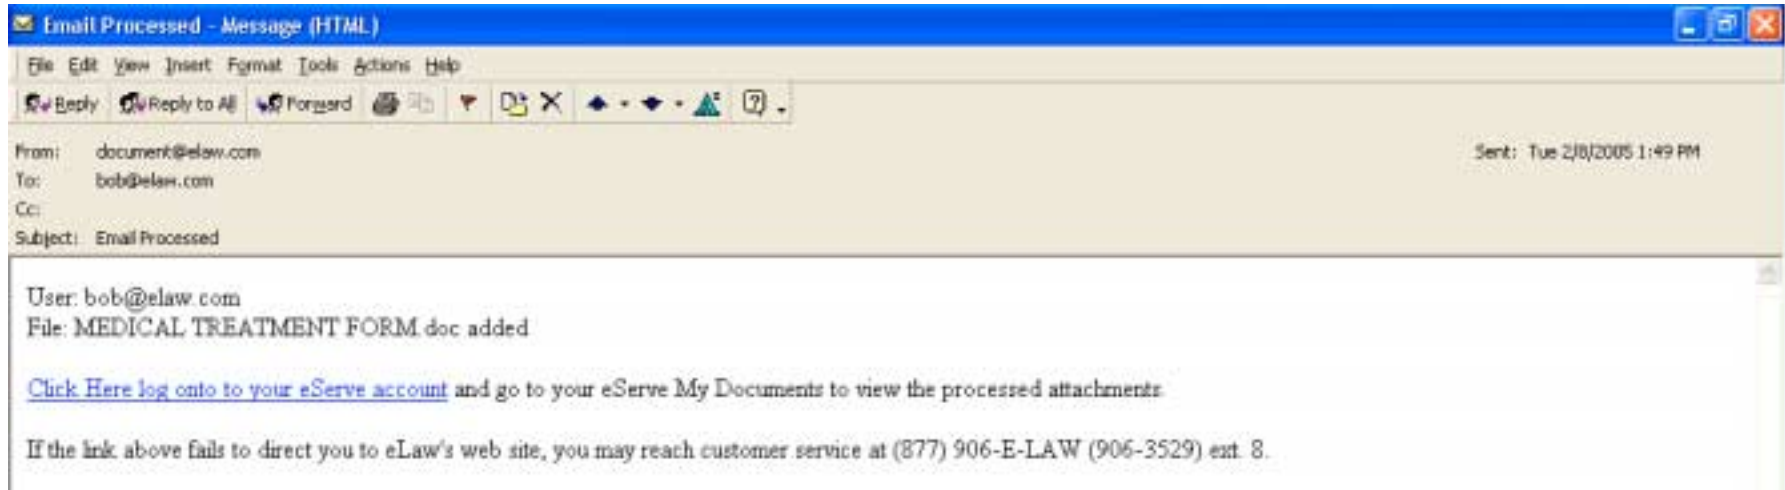 Email Processed - Message (HTML)
File Edit View Insert Format Tools Actions Help
Reply Reply to All Forward
From: document@elaw.com Sent: Tue 2/8/2005 1:49 PM
To: bob@elaw.com
Cc:
Subject: Email Processed
User: bob@elaw.com
File: MEDICAL TREATMENT FORM.doc added
Click Here log onto to your eServe account and go to your eServe My Documents to view the processed attachments.
If the link above fails to direct you to eLaw's web site, you may reach customer service at (877) 906-E-LAW (906-3529) ext. 8.